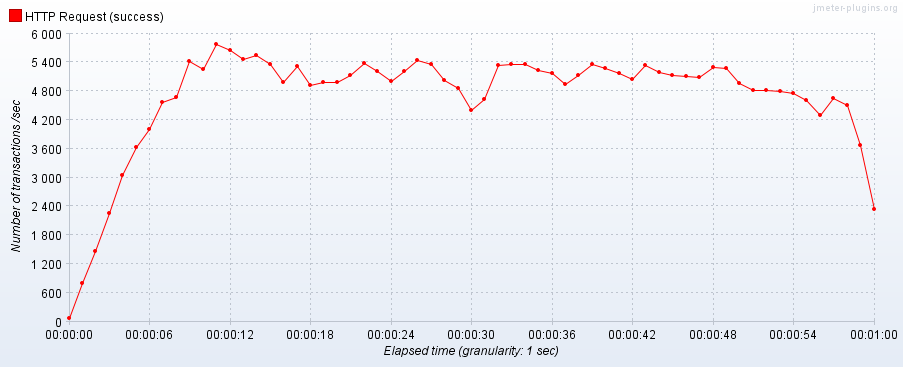 jmeter-plugins.org
HTTP Request (success)
6 000
5 400
4 800
4 200
3 600
3 000
2 400
1 800
1 200
600
0
Number of transactions /sec
00:00:00 00:00:06 00:00:12 00:00:18 00:00:24 00:00:30 00:00:36 00:00:42 00:00:48 00:00:54 00:01:00
Elapsed time (granularity: 1 sec)